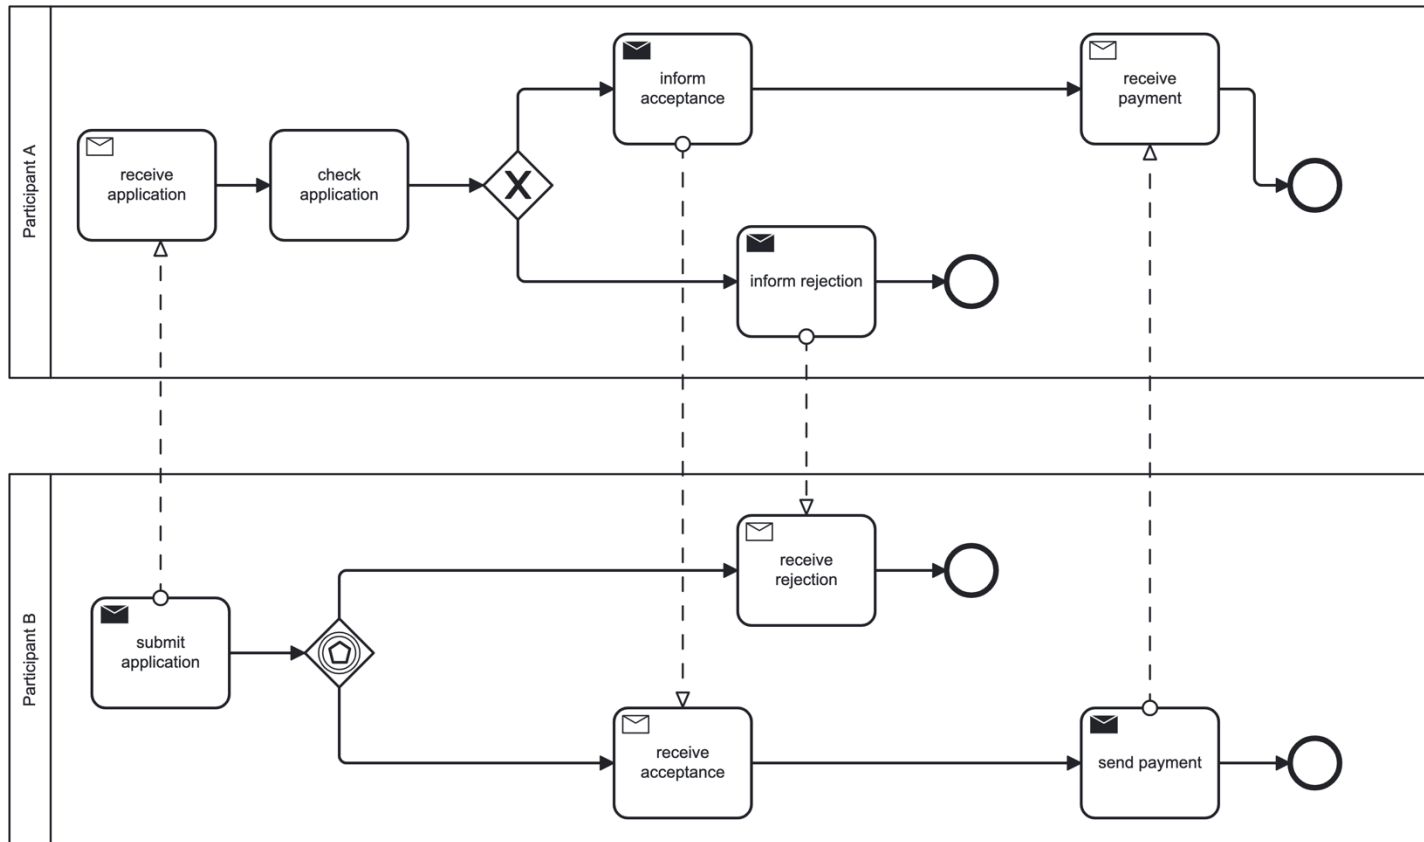 Participant A
receive
application
check
application
X
inform
acceptance
inform rejection
receive
payment
Participant B
submit
application
receive
rejection
receive
acceptance
send payment